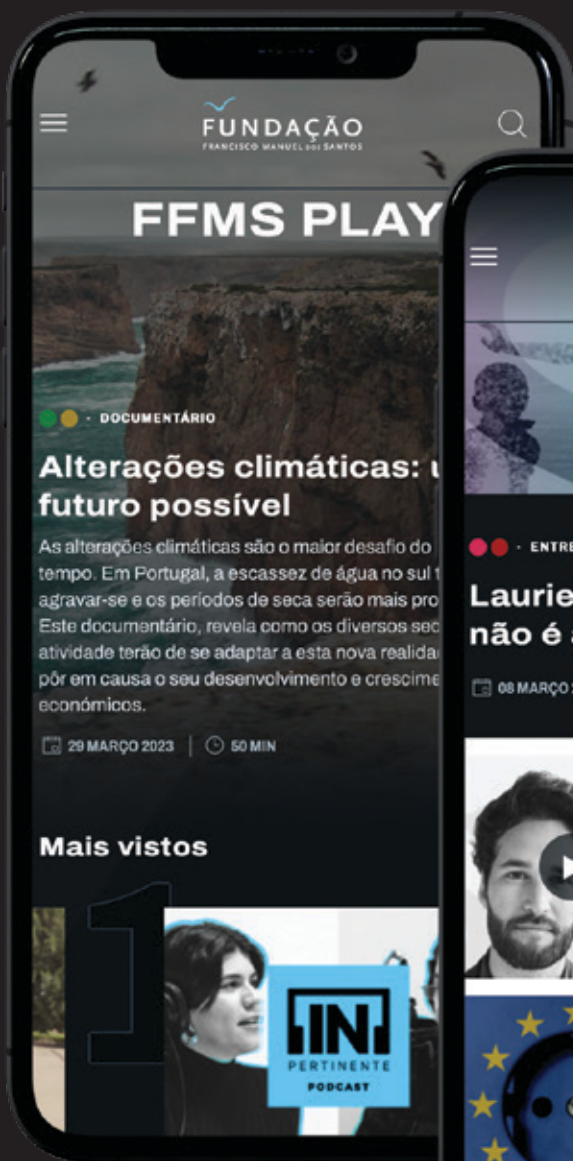 FUNDAÇÃO
FRANCISCO MANUEL DOS SANTOS
FFMS PLAY
· DOCUMENTÁRIO
Alterações climáticas:
futuro possível
As alterações climáticas são o maior desafio do
tempo. Em Portugal, a escassez de água no sul
agravar-se e os períodos de seca serão mais
Este documentário, revela como os diversos
atividade terão de se adaptar a esta nova
pôr em causa o seu desenvolvimento e
económicos.
29 MARÇO 2023 | 50 MIN
Mais vistos
1
IN
PERTINENTE
PODCAST
· ENTRE
Laurie
não é a
08 MARÇO